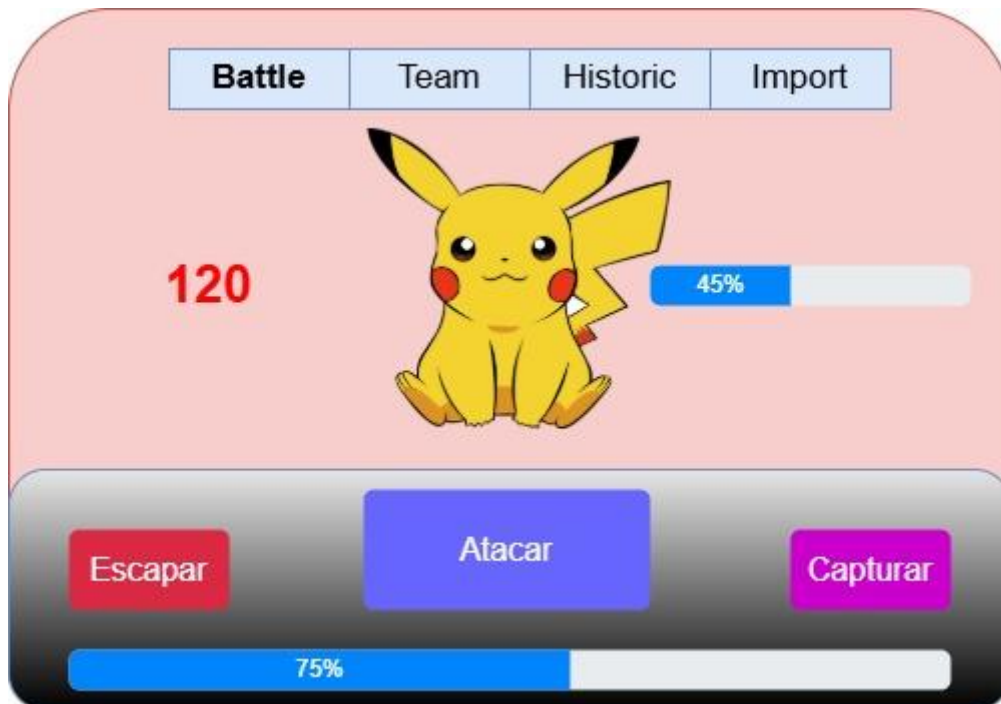 Battle Team Historic Import
120
45%
Escapar
Atacar
Capturar
75%